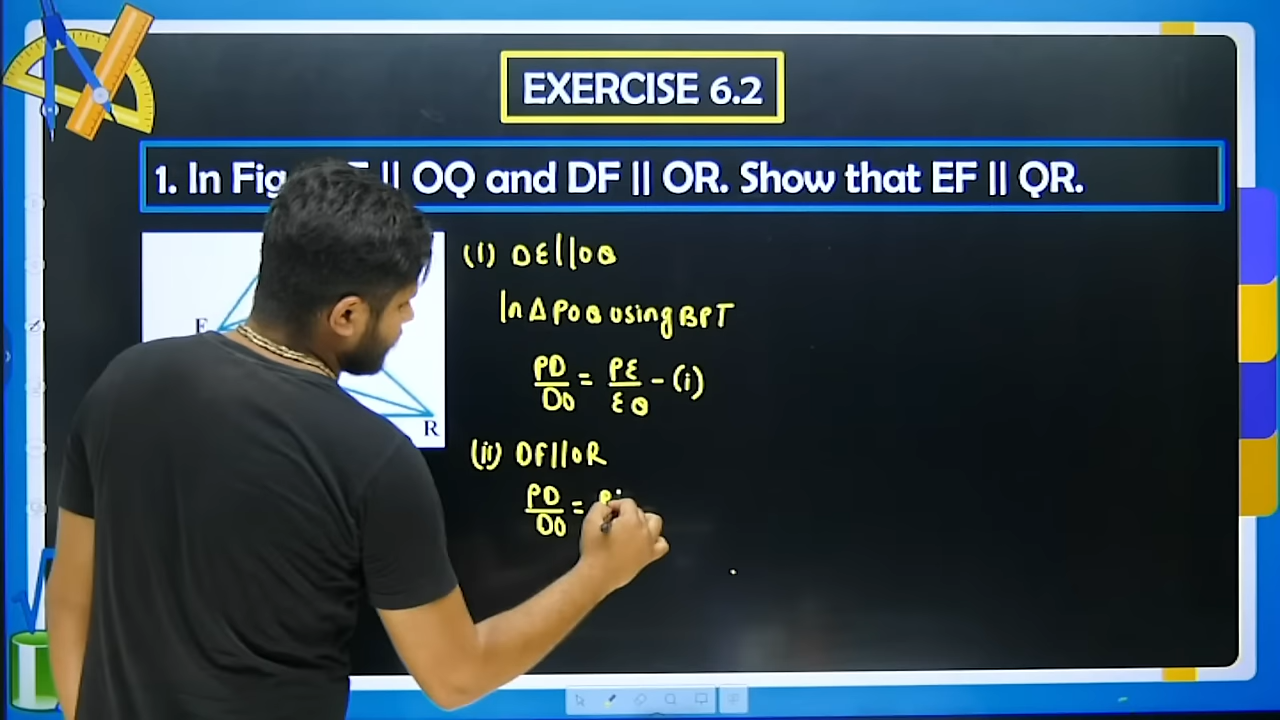 EXERCISE 6.2
1. In Fig || OQ and DF || OR. Show that EF || QR.
E
R
(i) DE||OQ
In Δ POQ using BPT
PD/DO = PE/EQ - (i)
(ii) DF||OR
PD/DO =